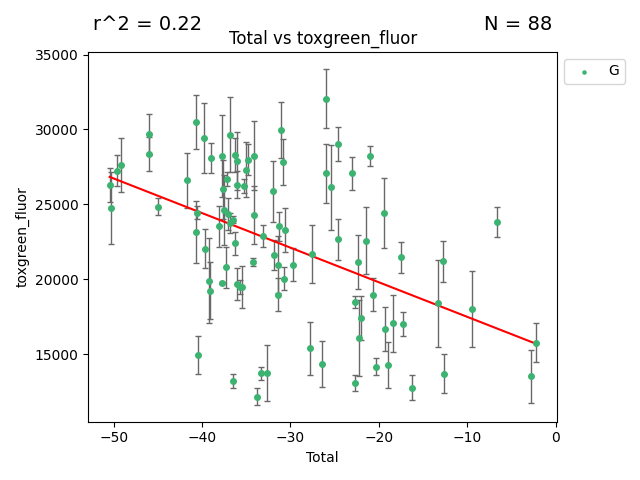 r^2 = 0.22
N = 88
Total vs toxgreen_fluor
G
35000
30000
25000
20000
15000
toxgreen_fluor
−50
−40
−30
−20
−10
0
Total